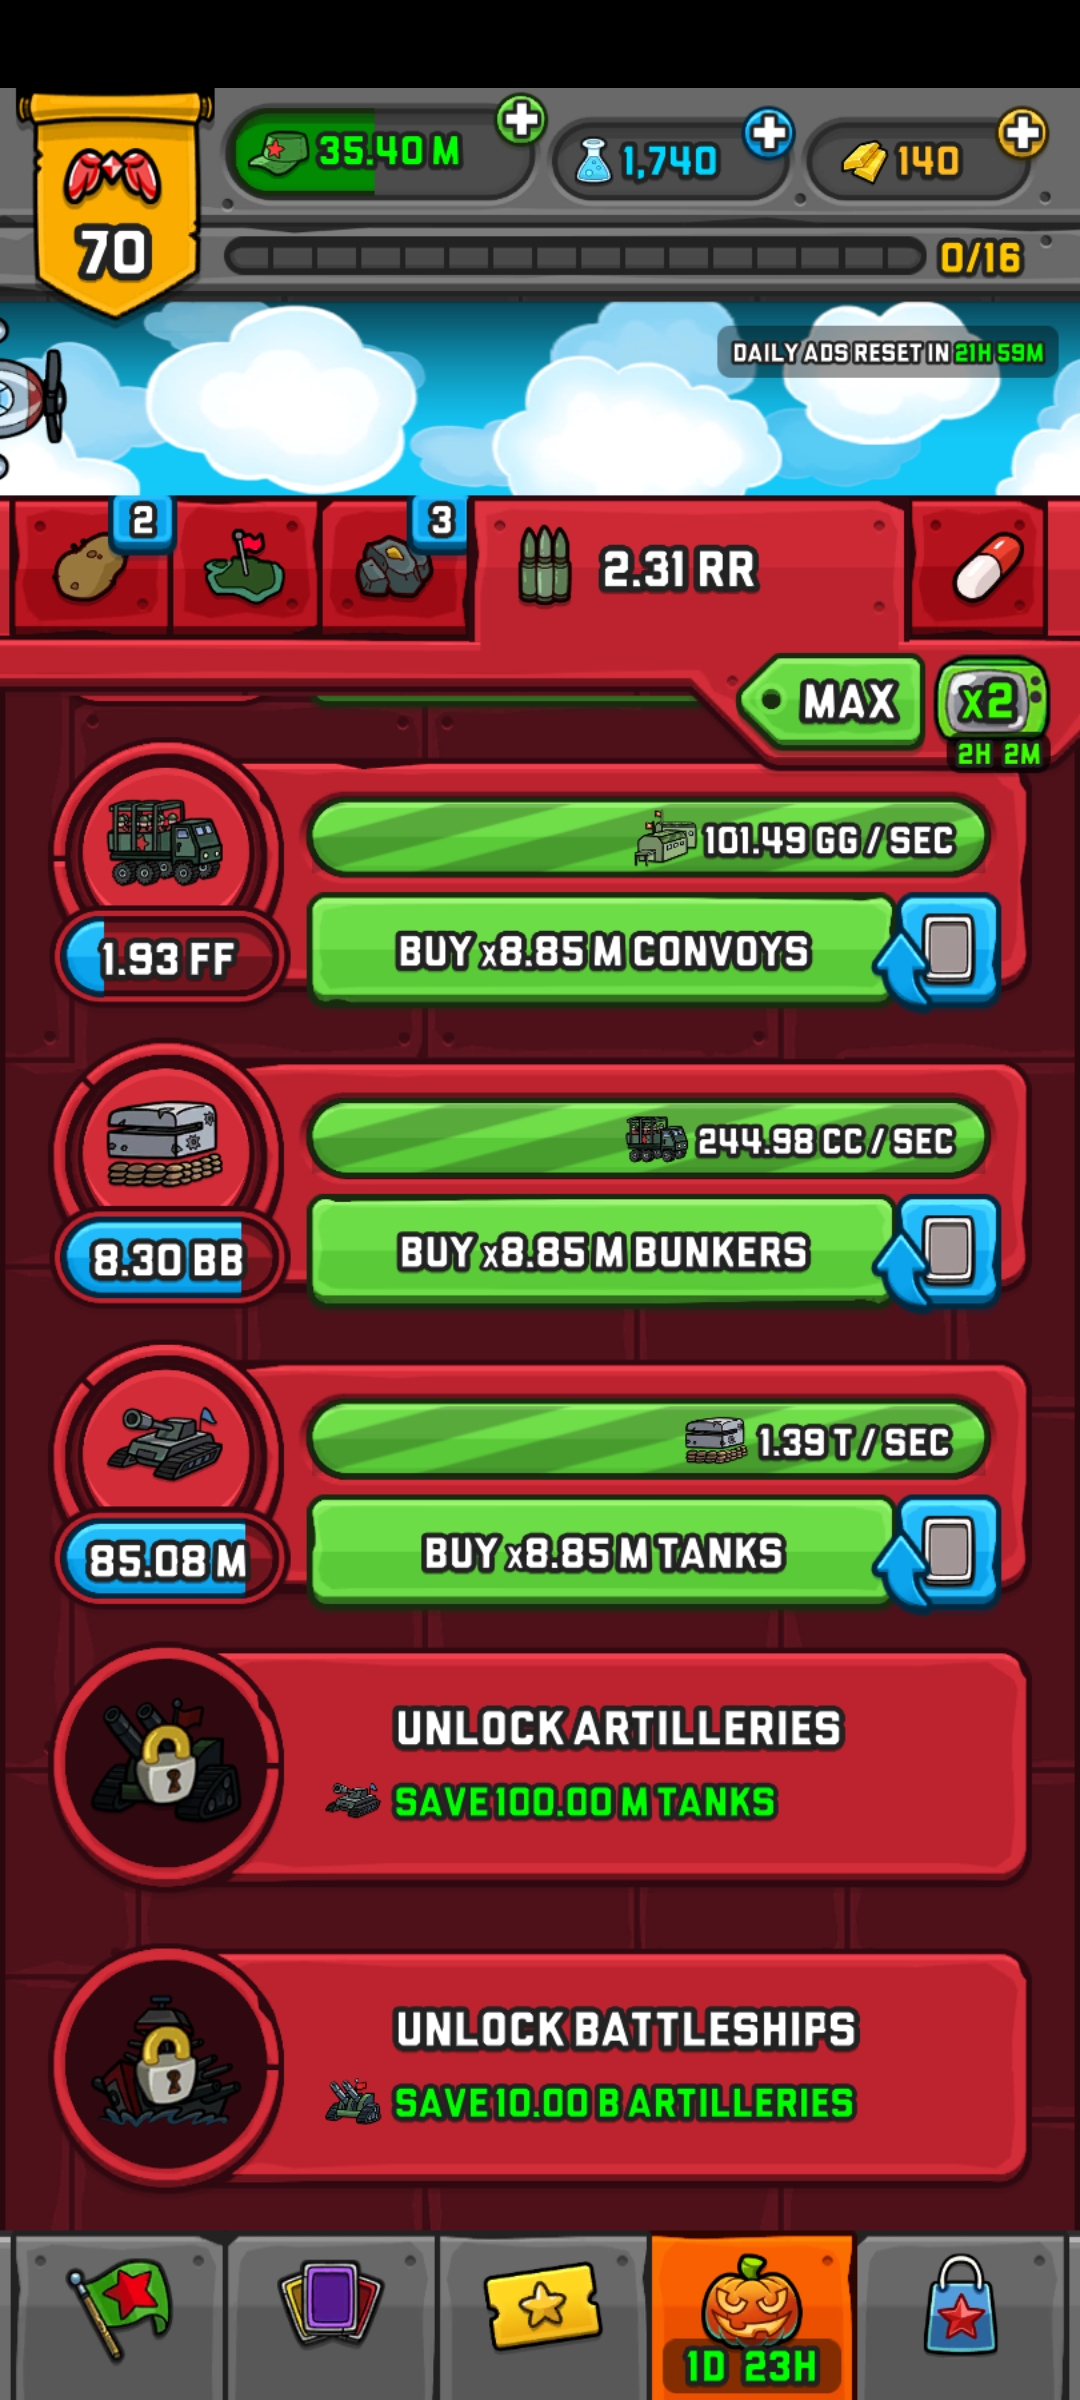 35.40 M
1,740
140
70
0/16
DAILY ADS RESET IN 21H 59M
2
3
2.31 RR
MAX
x2
2H 2M
101.49 GG / SEC
1.93 FF
BUY x8.85 M CONVOYS
244.98 CC / SEC
8.30 BB
BUY x8.85 M BUNKERS
1.39 T / SEC
85.08 M
BUY x8.85 M TANKS
UNLOCK ARTILLERIES
SAVE 100.00 M TANKS
UNLOCK BATTLESHIPS
SAVE 10.00 B ARTILLERIES
1D 23H